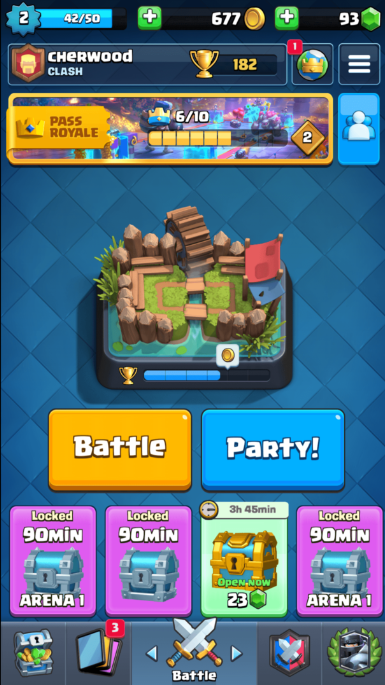 2
42/50
677
93
cherwood
CLASH
182
1
PASS
ROYALE
6/10
2
Battle
Party!
Locked
90MIN
ARENA 1
Locked
90MIN
3h 45min
Open now
23
Locked
90MIN
ARENA 1
3
Battle